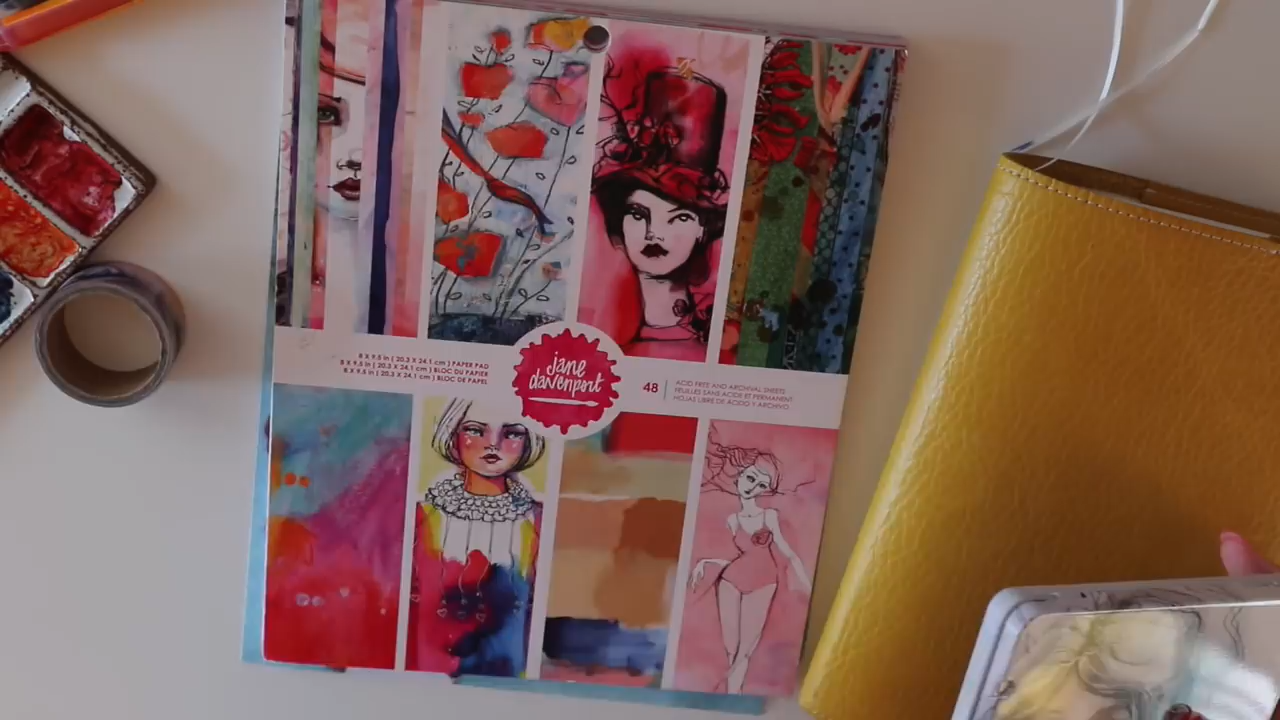 8 X 9.5 in ( 20.3 X 24.1 cm ) PAPER PAD
8 X 9.5 in ( 20.3 X 24.1 cm ) BLOC DU PAPIER
8 X 9.5 in ( 20.3 X 24.1 cm ) BLOC DE PAPEL
jane
davenport
48
ACID FREE AND ARCHIVAL SHEETS
FEUILLES SANS ACIDE ET PERMANENT
HOJAS LIBRE DE ÁCIDO Y ARCHIVO